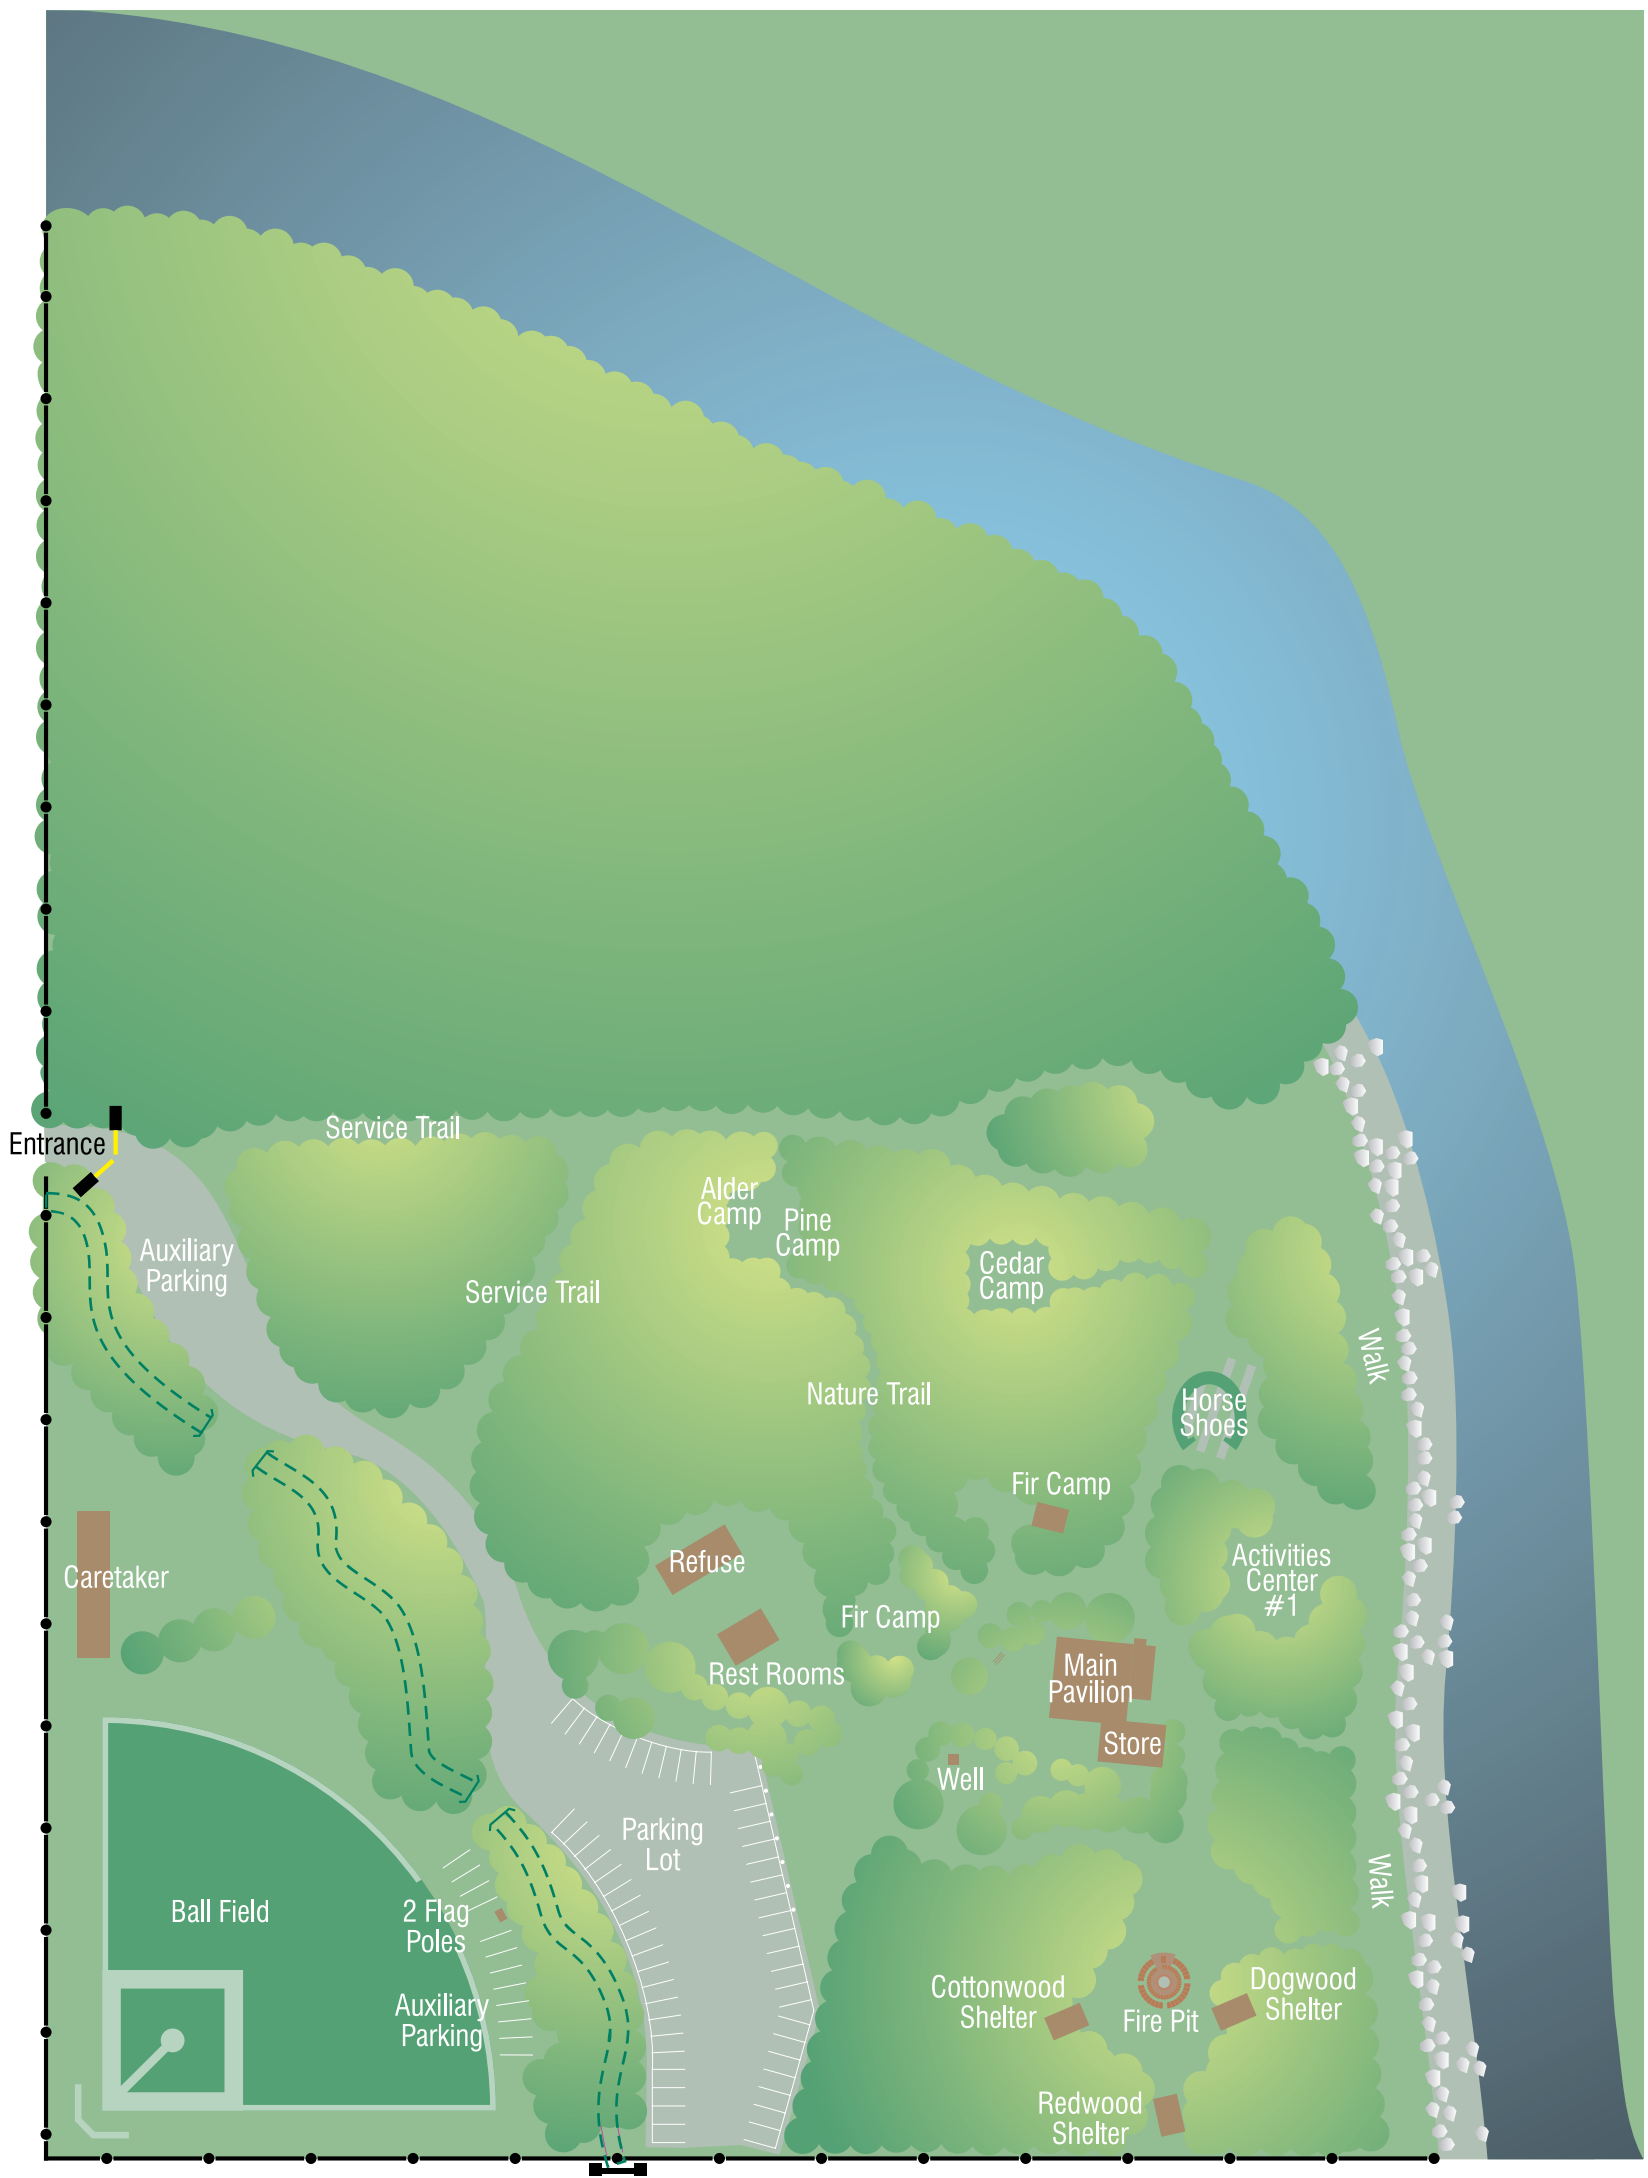 Service Trail
Entrance
Alder
Camp
Pine
Camp
Auxiliary
Parking
Cedar
Camp
Service Trail
Walk
Nature Trail
Horse
Shoes
Fir Camp
Refuse
Activities
Center
#1
Caretaker
Fir Camp
Rest Rooms
Main
Pavilion
Store
Well
Parking
Lot
Walk
Ball Field
2 Flag
Poles
Cottonwood
Shelter
Dogwood
Shelter
Fire Pit
Auxiliary
Parking
Redwood
Shelter